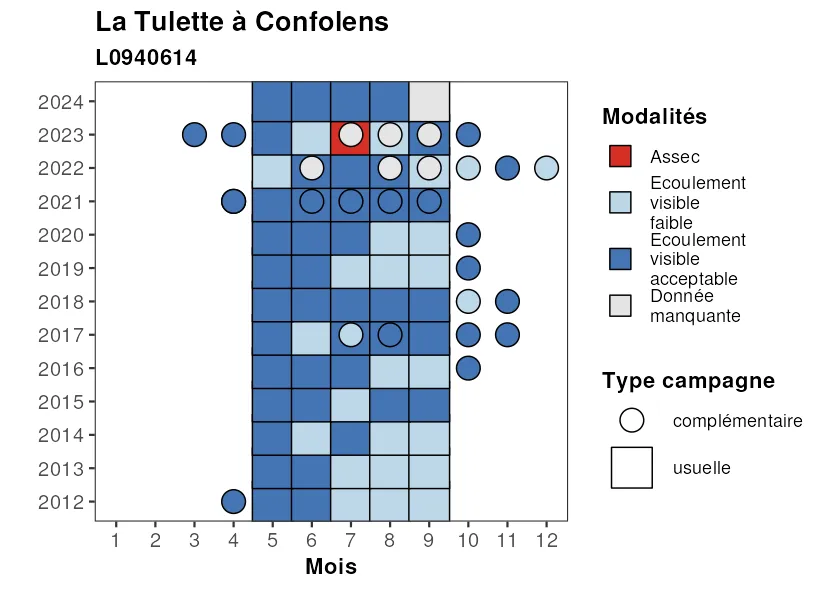 La Tulette à Confolens
L0940614
2024
2023
2022
2021
2020
2019
2018
2017
2016
2015
2014
2013
2012
1 2 3 4 5 6 7 8 9 10 11 12
Mois
Modalités
Assec
Ecoulement
visible
faible
Ecoulement
visible
acceptable
Donnée
manquante
Type campagne
complémentaire
usuelle